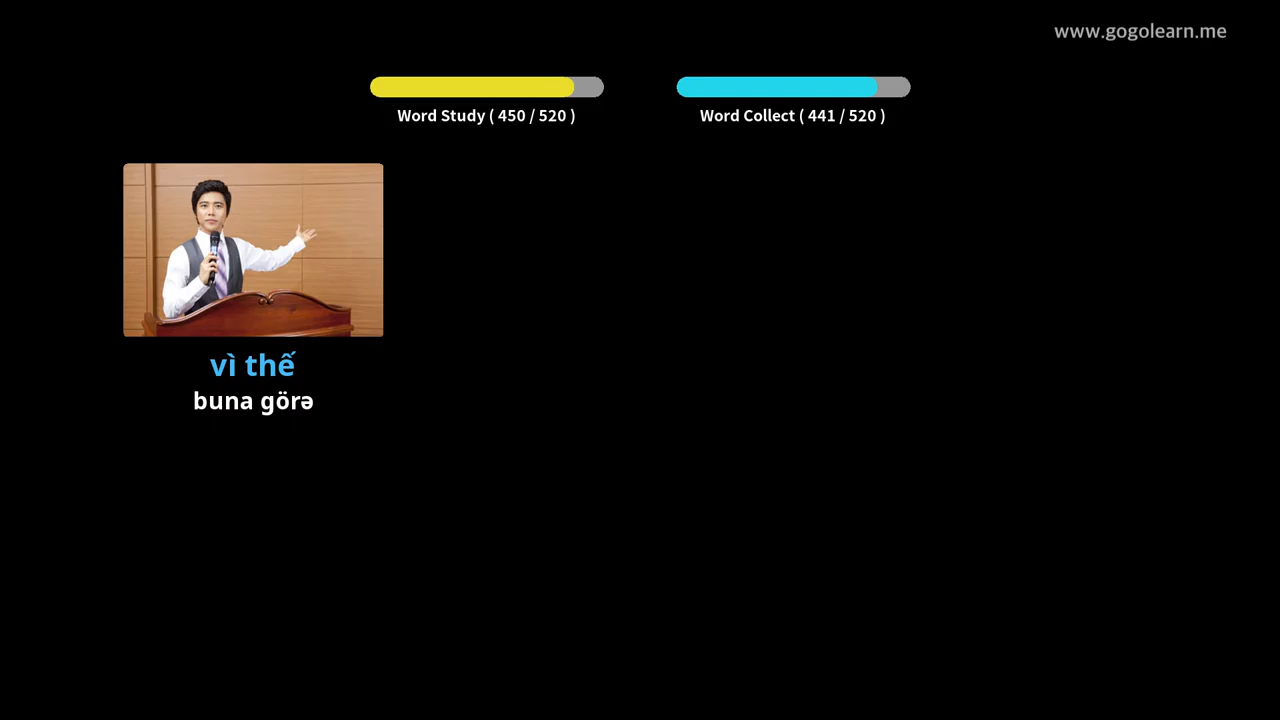 www.gogolearn.me
Word Study ( 450 / 520 )
Word Collect ( 441 / 520 )
vì thế
buna görə